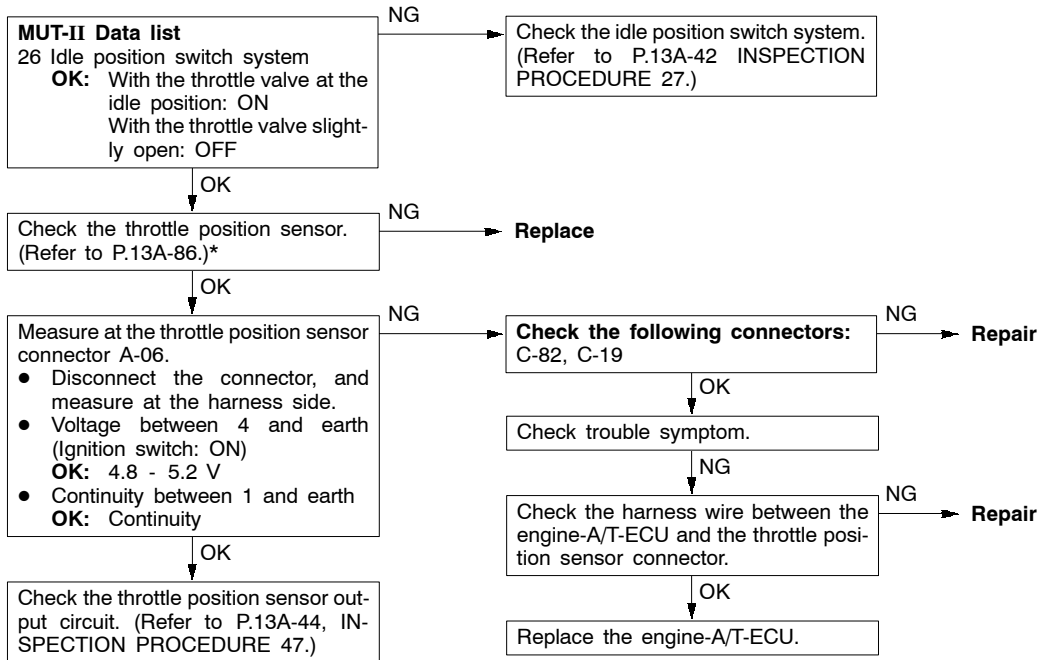 MUT-II Data list
26 Idle position switch system
OK: With the throttle valve at the
idle position: ON
With the throttle valve slight-
ly open: OFF
NG
Check the idle position switch system.
(Refer to P.13A-42 INSPECTION
PROCEDURE 27.)
OK
Check the throttle position sensor.
(Refer to P.13A-86.)*
NG
Replace
OK
Measure at the throttle position sensor
connector A-06.
● Disconnect the connector, and
measure at the harness side.
● Voltage between 4 and earth
(Ignition switch: ON)
OK: 4.8 - 5.2 V
● Continuity between 1 and earth
OK: Continuity
NG
Check the following connectors:
C-82, C-19
NG
Repair
OK
Check trouble symptom.
NG
Check the harness wire between the
engine-A/T-ECU and the throttle posi-
tion sensor connector.
NG
Repair
OK
Replace the engine-A/T-ECU.
OK
Check the throttle position sensor out-
put circuit. (Refer to P.13A-44, IN-
SPECTION PROCEDURE 47.)